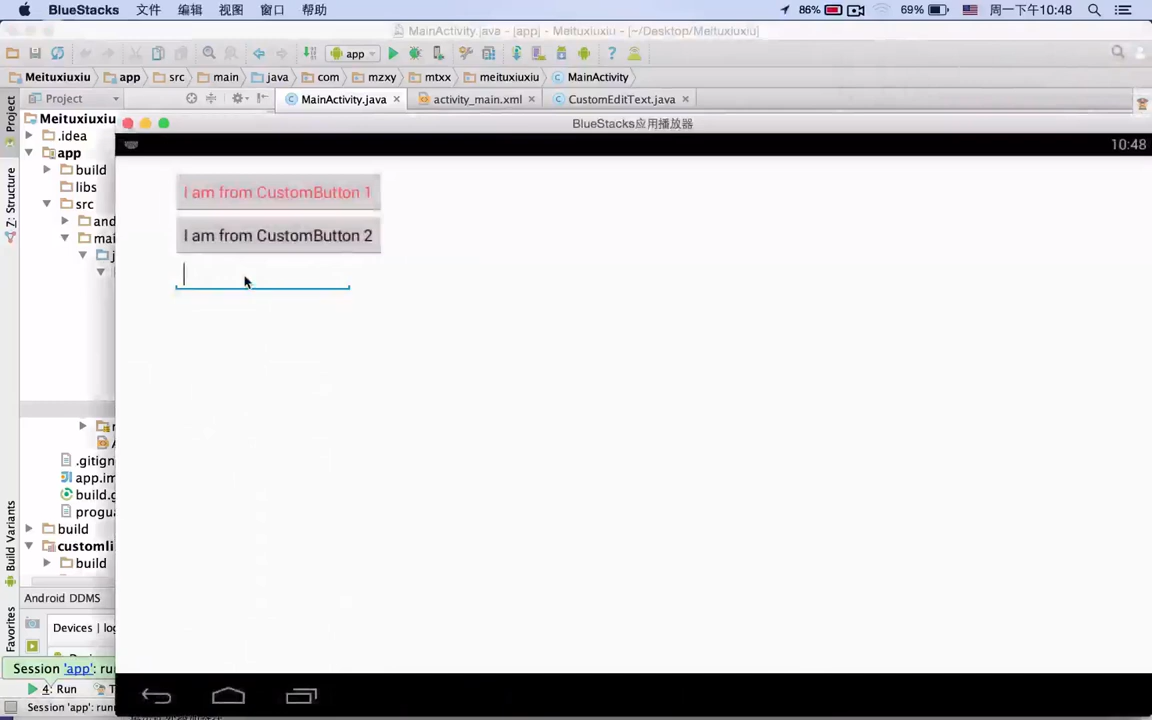 BlueStacks 文件 编辑 视图 窗口 帮助 86% 69% 周一下午10:48
MainActivity.java - [app] - Meituxiuxiu - [~/Desktop/Meituxiuxiu]
app
Meituxiuxiu app src main java com mzxy mtxx meituxiuxiu MainActivity
Project MainActivity.java activity_main.xml CustomEditText.java
Project
Z: Structure
Build Variants
Favorites
Meituxiuxiu
.idea
app
build
libs
src
and
mai
j
.gitign
app.im
build.g
progua
build
customli
build
Android DDMS
Devices | log
Session 'app': ru
4: Run
Session 'app': runn
BlueStacks应用播放器
10:48
I am from CustomButton 1
I am from CustomButton 2